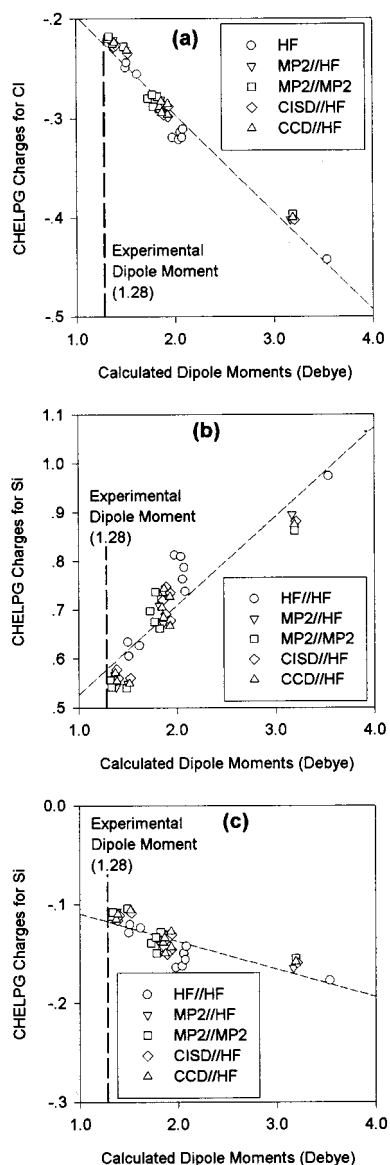 -.2
(a)
HF
MP2//HF
MP2//MP2
CISD//HF
CCD//HF
-.3
CHELPG Charges for Cl
-.4
Experimental
Dipole Moment
(1.28)
-.5
1.0 2.0 3.0 4.0
Calculated Dipole Moments (Debye)
1.1
(b)
1.0
Experimental
Dipole Moment
(1.28)
.9
CHELPG Charges for Si
.8
HF//HF
MP2//HF
MP2//MP2
CISD//HF
CCD//HF
.7
.6
.5
1.0 2.0 3.0 4.0
Calculated Dipole Moments (Debye)
0.0
Experimental
Dipole Moment
(1.28)
(c)
CHELPG Charges for Si
-.1
-.2
HF//HF
MP2//HF
MP2//MP2
CISD//HF
CCD//HF
-.3
1.0 2.0 3.0 4.0
Calculated Dipole Moments (Debye)